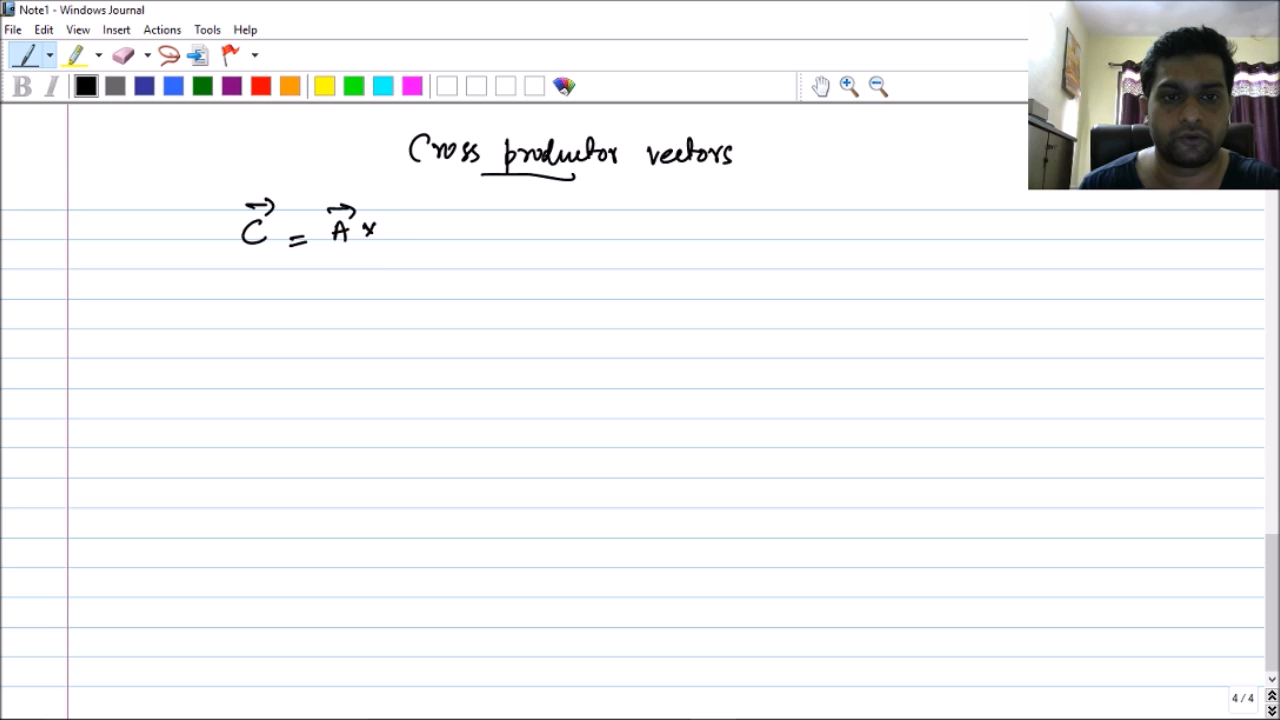 Note1 - Windows Journal
File Edit View Insert Actions Tools Help
B I
Cross productor vectors
C⃗ = A⃗ ×
4 / 4